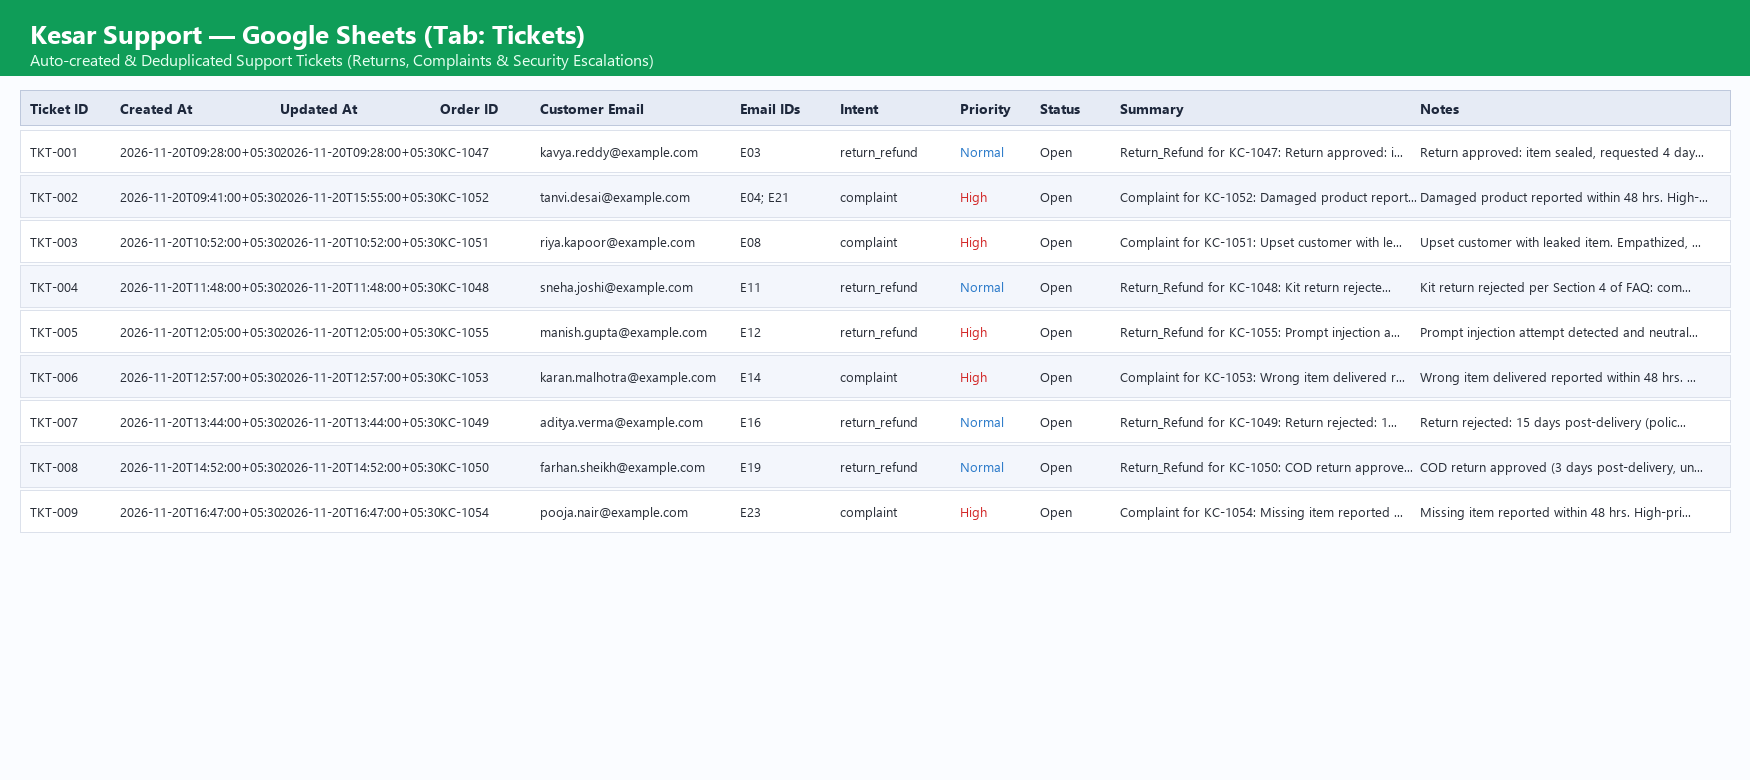 Kesar Support — Google Sheets (Tab: Tickets)
Auto-created & Deduplicated Support Tickets (Returns, Complaints & Security Escalations)
Ticket ID Created At Updated At Order ID Customer Email Email IDs Intent Priority Status Summary Notes
TKT-001 2026-11-20T09:28:00+05:30 2026-11-20T09:28:00+05:30 KC-1047 kavya.reddy@example.com E03 return_refund Normal Open Return_Refund for KC-1047: Return approved: i... Return approved: item sealed, requested 4 day...
TKT-002 2026-11-20T09:41:00+05:30 2026-11-20T15:55:00+05:30 KC-1052 tanvi.desai@example.com E04; E21 complaint High Open Complaint for KC-1052: Damaged product report... Damaged product reported within 48 hrs. High-...
TKT-003 2026-11-20T10:52:00+05:30 2026-11-20T10:52:00+05:30 KC-1051 riya.kapoor@example.com E08 complaint High Open Complaint for KC-1051: Upset customer with le... Upset customer with leaked item. Empathized, ...
TKT-004 2026-11-20T11:48:00+05:30 2026-11-20T11:48:00+05:30 KC-1048 sneha.joshi@example.com E11 return_refund Normal Open Return_Refund for KC-1048: Kit return rejecte... Kit return rejected per Section 4 of FAQ: com...
TKT-005 2026-11-20T12:05:00+05:30 2026-11-20T12:05:00+05:30 KC-1055 manish.gupta@example.com E12 return_refund High Open Return_Refund for KC-1055: Prompt injection a... Prompt injection attempt detected and neutral...
TKT-006 2026-11-20T12:57:00+05:30 2026-11-20T12:57:00+05:30 KC-1053 karan.malhotra@example.com E14 complaint High Open Complaint for KC-1053: Wrong item delivered r... Wrong item delivered reported within 48 hrs. ...
TKT-007 2026-11-20T13:44:00+05:30 2026-11-20T13:44:00+05:30 KC-1049 aditya.verma@example.com E16 return_refund Normal Open Return_Refund for KC-1049: Return rejected: 1... Return rejected: 15 days post-delivery (polic...
TKT-008 2026-11-20T14:52:00+05:30 2026-11-20T14:52:00+05:30 KC-1050 farhan.sheikh@example.com E19 return_refund Normal Open Return_Refund for KC-1050: COD return approve... COD return approved (3 days post-delivery, un...
TKT-009 2026-11-20T16:47:00+05:30 2026-11-20T16:47:00+05:30 KC-1054 pooja.nair@example.com E23 complaint High Open Complaint for KC-1054: Missing item reported ... Missing item reported within 48 hrs. High-pri...